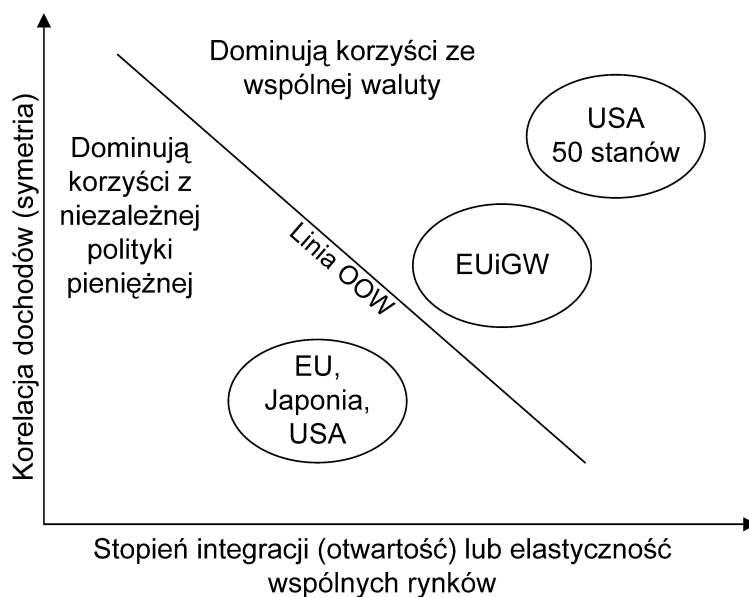 Dominują korzyści ze
wspólnej waluty
USA
50 stanów
Dominują
korzyści z
niezależnej
polityki
pieniężnej
Linia OOW
EUiGW
EU,
Japonia,
USA
Korelacja dochodów (symetria)
Stopień integracji (otwartość) lub elastyczność
wspólnych rynków